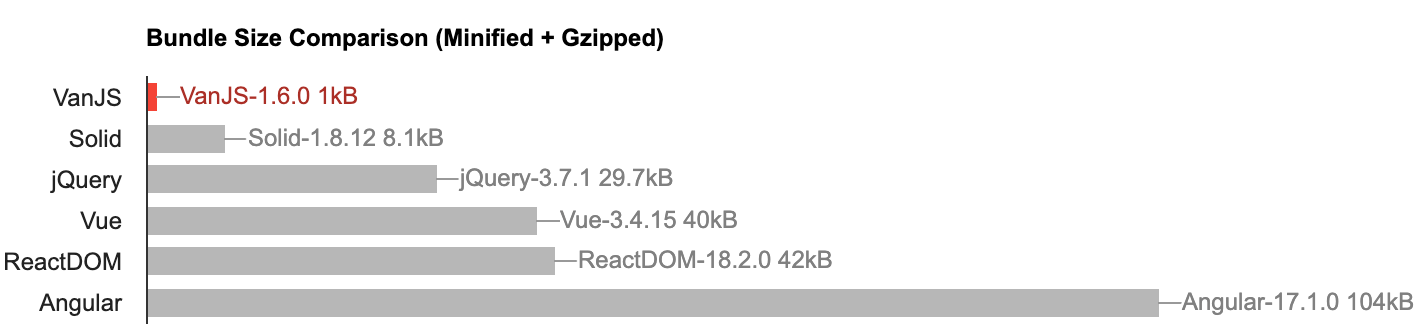 Bundle Size Comparison (Minified + Gzipped)
VanJS VanJS-1.6.0 1kB
Solid Solid-1.8.12 8.1kB
jQuery jQuery-3.7.1 29.7kB
Vue Vue-3.4.15 40kB
ReactDOM ReactDOM-18.2.0 42kB
Angular Angular-17.1.0 104kB